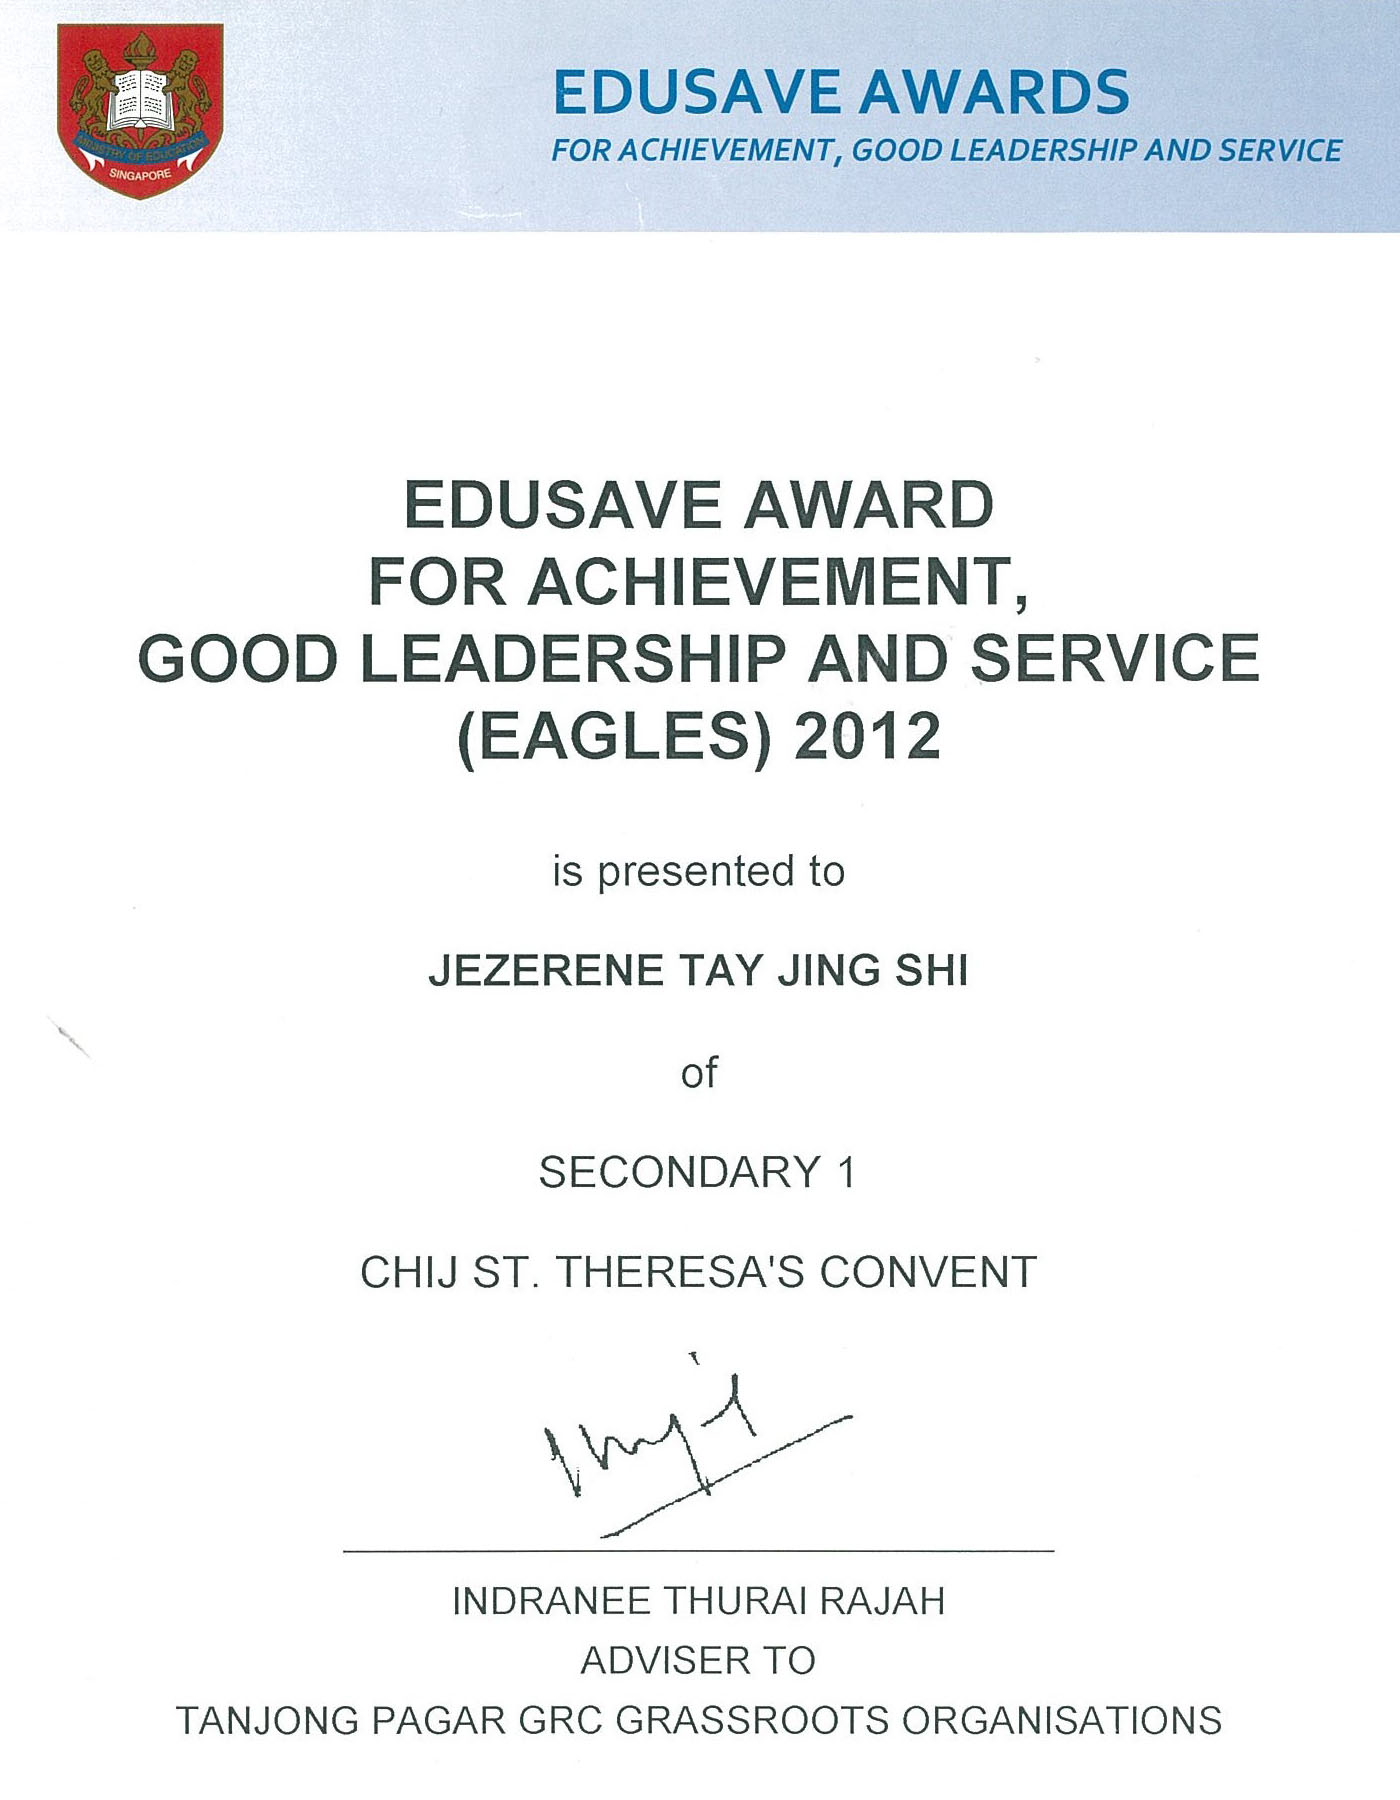 MINISTRY OF EDUCATION
SINGAPORE
EDUSAVE AWARDS
FOR ACHIEVEMENT, GOOD LEADERSHIP AND SERVICE
EDUSAVE AWARD
FOR ACHIEVEMENT,
GOOD LEADERSHIP AND SERVICE
(EAGLES) 2012
is presented to
JEZERENE TAY JING SHI
of
SECONDARY 1
CHIJ ST. THERESA'S CONVENT
INDRANEE THURAI RAJAH
ADVISER TO
TANJONG PAGAR GRC GRASSROOTS ORGANISATIONS